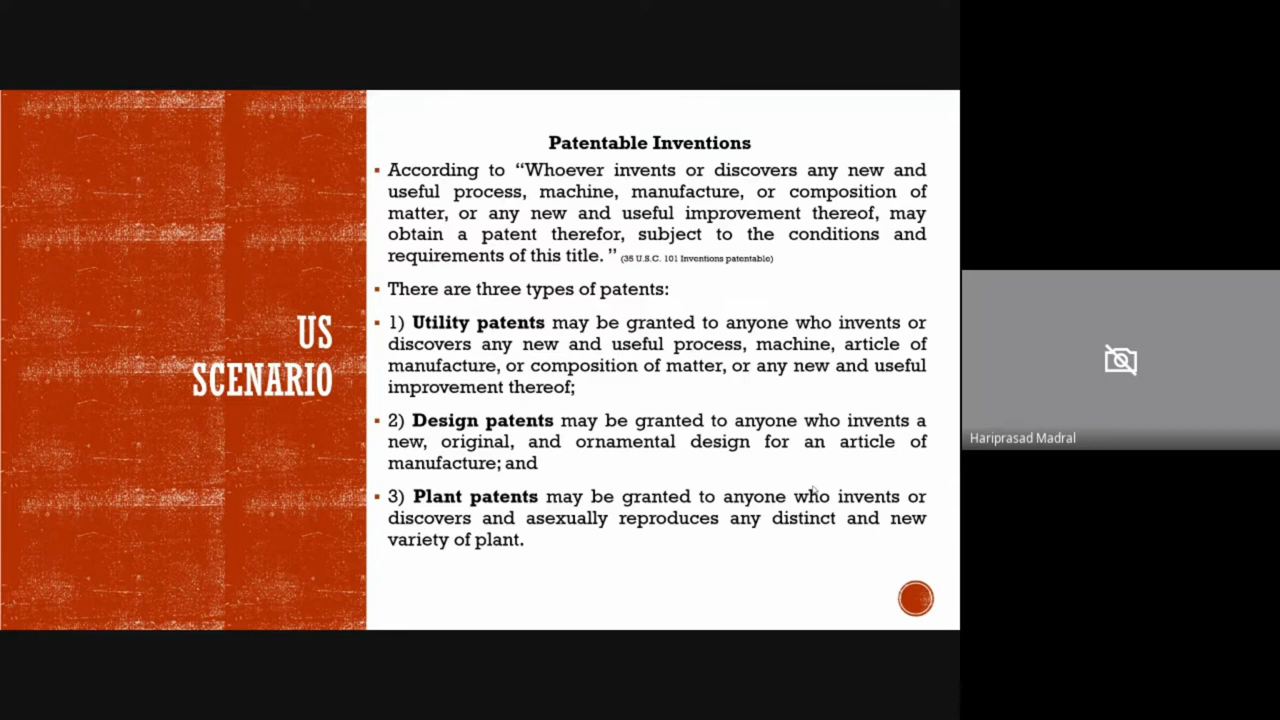 US
SCENARIO
Patentable Inventions
▪ According to “Whoever invents or discovers any new and
useful process, machine, manufacture, or composition of
matter, or any new and useful improvement thereof, may
obtain a patent therefor, subject to the conditions and
requirements of this title. ” (35 U.S.C. 101 Inventions patentable)
▪ There are three types of patents:
▪ 1) Utility patents may be granted to anyone who invents or
discovers any new and useful process, machine, article of
manufacture, or composition of matter, or any new and useful
improvement thereof;
▪ 2) Design patents may be granted to anyone who invents a
new, original, and ornamental design for an article of
manufacture; and
▪ 3) Plant patents may be granted to anyone who invents or
discovers and asexually reproduces any distinct and new
variety of plant.
Hariprasad Madral